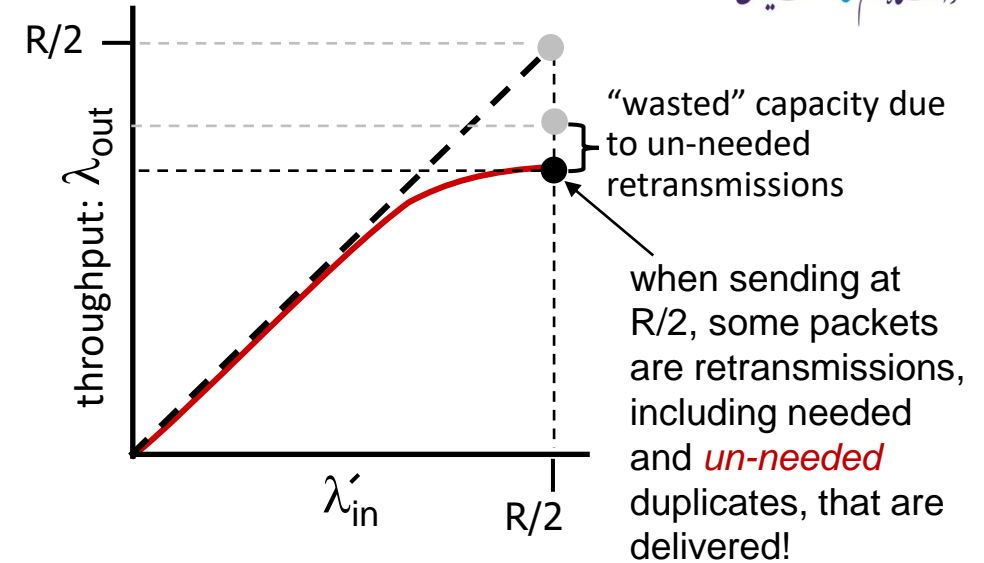 R/2
“wasted” capacity due
to un-needed
retransmissions
throughput: λout
when sending at
R/2, some packets
are retransmissions,
including needed
and un-needed
duplicates, that are
delivered!
λ′in
R/2